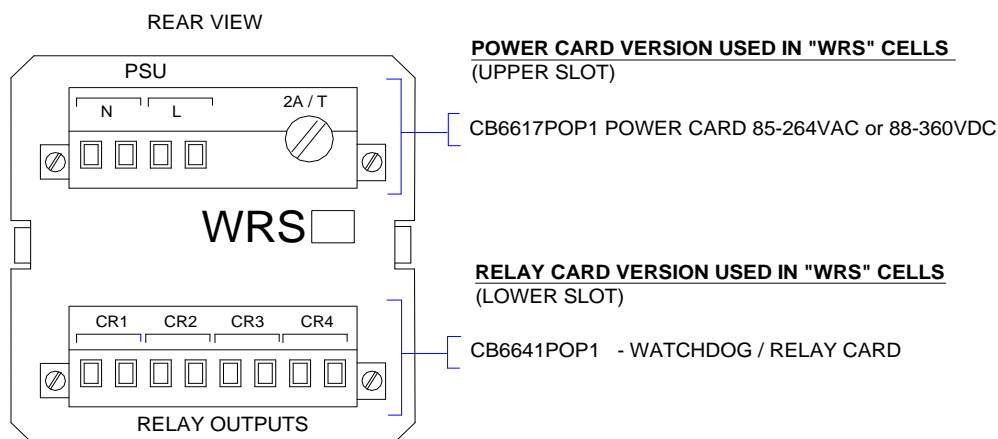 REAR VIEW
PSU
N L 2A / T
WRS
CR1 CR2 CR3 CR4
RELAY OUTPUTS
POWER CARD VERSION USED IN "WRS" CELLS
(UPPER SLOT)
CB6617POP1 POWER CARD 85-264VAC or 88-360VDC
RELAY CARD VERSION USED IN "WRS" CELLS
(LOWER SLOT)
CB6641POP1 - WATCHDOG / RELAY CARD